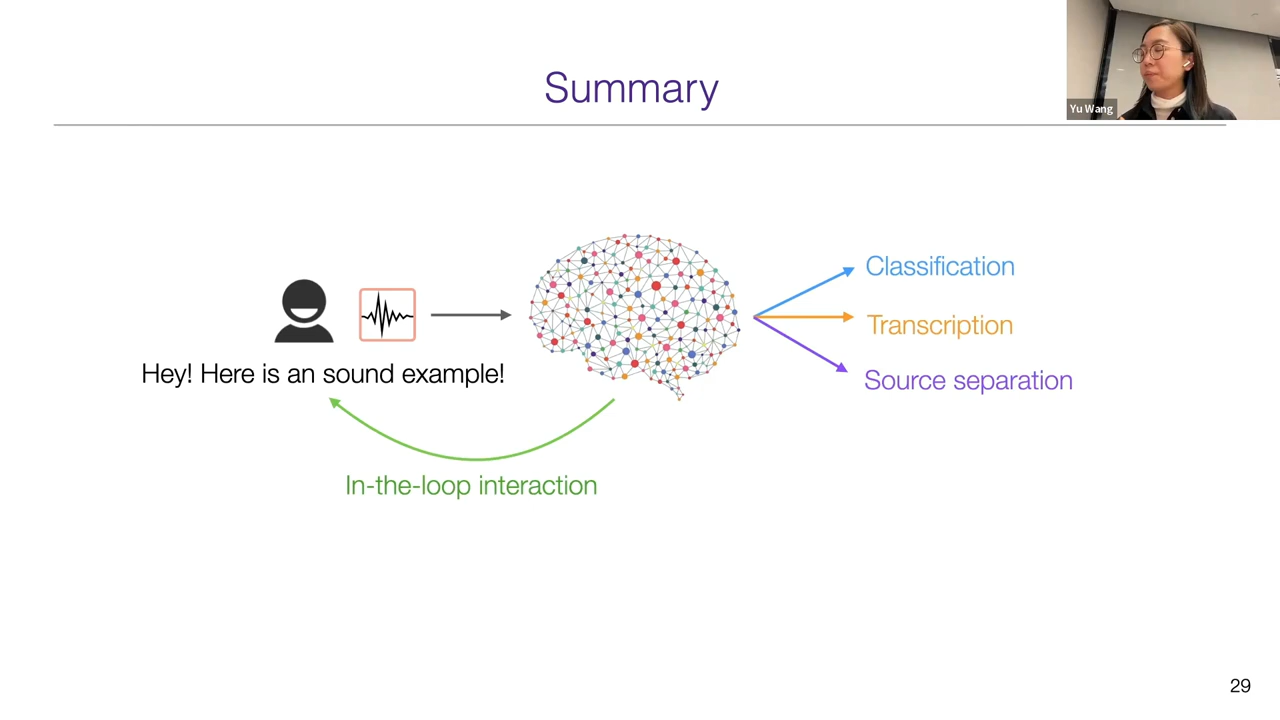 Summary
Yu Wang
Classification
Transcription
Hey! Here is an sound example!
Source separation
In-the-loop interaction
29